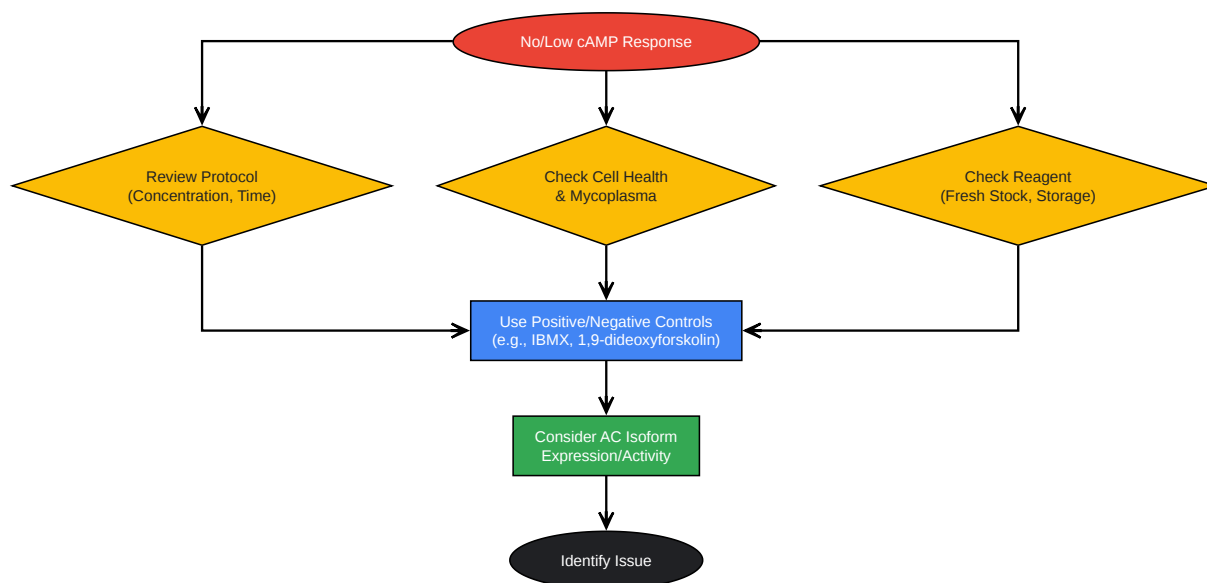 No/Low cAMP Response
Review Protocol
(Concentration, Time)
Check Cell Health
& Mycoplasma
Check Reagent
(Fresh Stock, Storage)
Use Positive/Negative Controls
(e.g., IBMX, 1,9-dideoxyforskolin)
Consider AC Isoform
Expression/Activity
Identify Issue